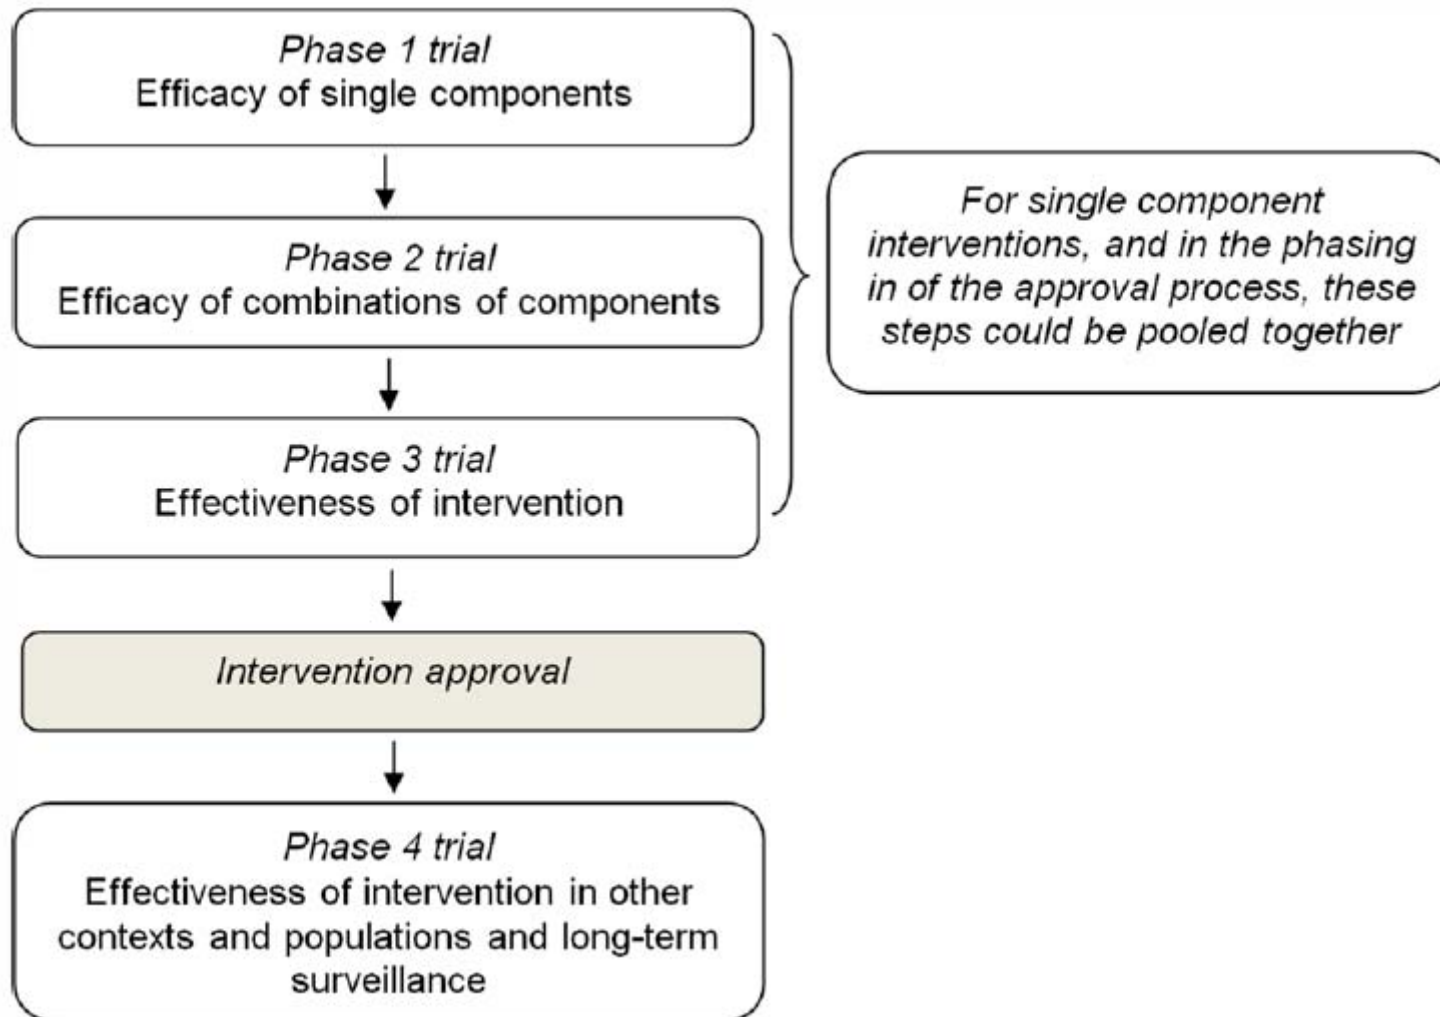 Phase 1 trial
Efficacy of single components
Phase 2 trial
Efficacy of combinations of components
Phase 3 trial
Effectiveness of intervention
For single component
interventions, and in the phasing
in of the approval process, these
steps could be pooled together
Intervention approval
Phase 4 trial
Effectiveness of intervention in other
contexts and populations and long-term
surveillance